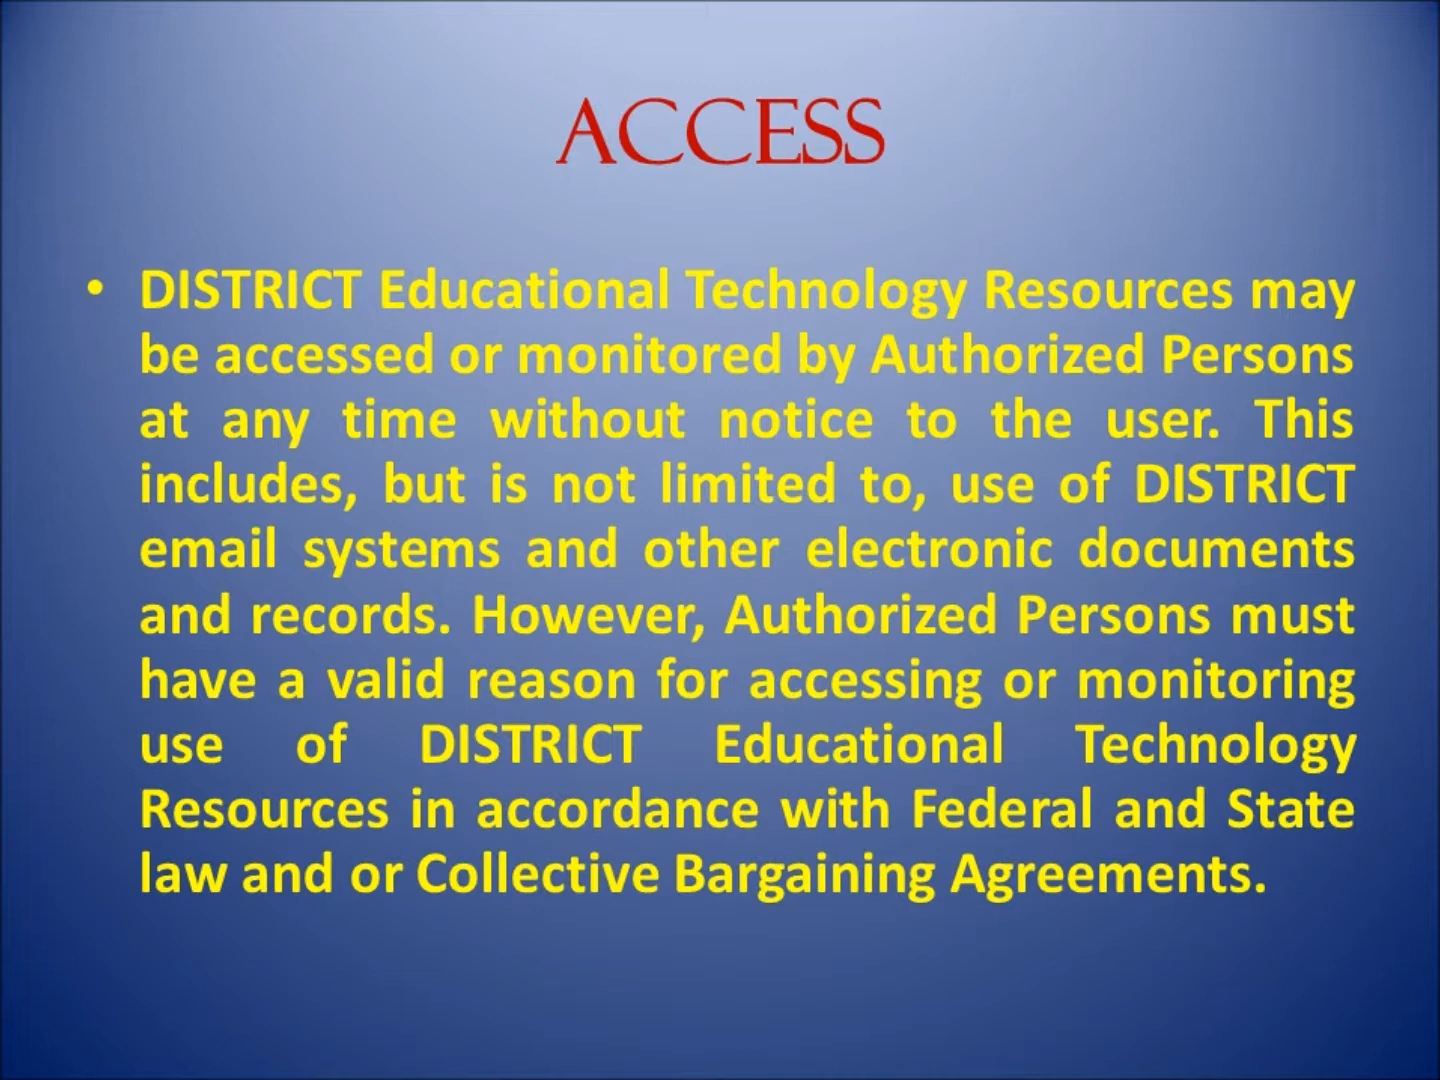 ACCESS
• DISTRICT Educational Technology Resources may
be accessed or monitored by Authorized Persons
at any time without notice to the user. This
includes, but is not limited to, use of DISTRICT
email systems and other electronic documents
and records. However, Authorized Persons must
have a valid reason for accessing or monitoring
use of DISTRICT Educational Technology
Resources in accordance with Federal and State
law and or Collective Bargaining Agreements.